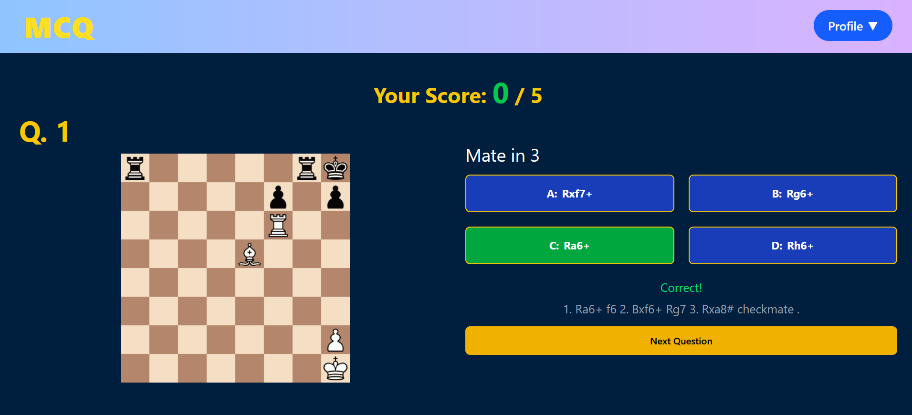 MCQ
Profile ▼
Your Score: 0 / 5
Q. 1
Mate in 3
A: Rxf7+
B: Rg6+
C: Ra6+
D: Rh6+
Correct!
1. Ra6+ f6 2. Bxf6+ Rg7 3. Rxa8# checkmate .
Next Question